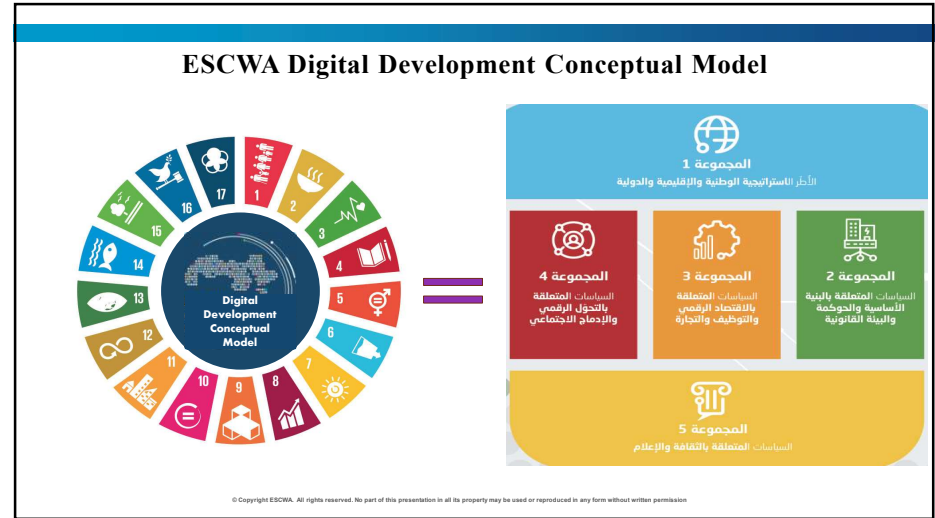 ESCWA Digital Development Conceptual Model
1
2
3
4
5
6
7
8
9
10
11
12
13
14
15
16
17
Digital
Development
Conceptual
Model
المجموعة 1
الأطر الاستراتيجية الوطنية والإقليمية والدولية
المجموعة 2
السياسات المتعلقة بالبنية
الأساسية والحوكمة
والبيئة القانونية
المجموعة 3
السياسات المتعلقة
بالاقتصاد الرقمي
والتوظيف والتجارة
المجموعة 4
السياسات المتعلقة
بالتحوّل الرقمي
والإدماج الاجتماعي
المجموعة 5
السياسات المتعلقة بالثقافة والإعلام
© Copyright ESCWA. All rights reserved. No part of this presentation in all its property may be used or reproduced in any form without written permission